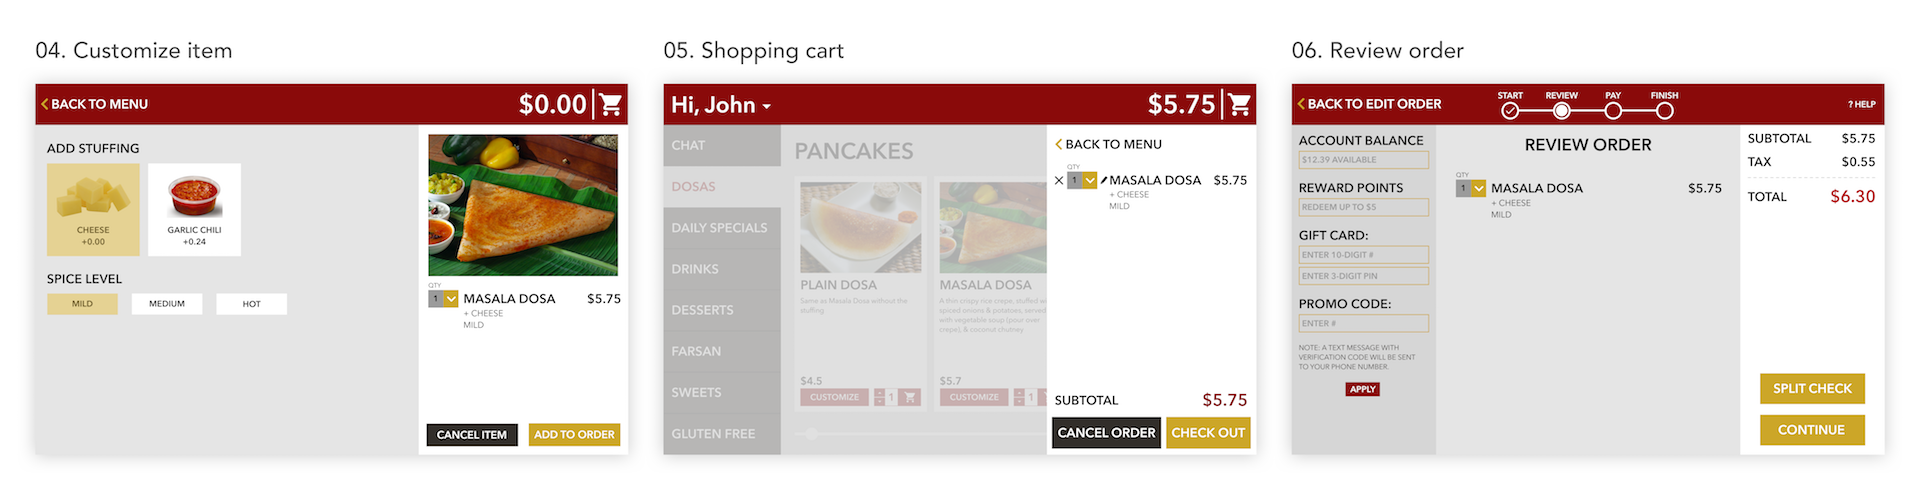 04. Customize item
BACK TO MENU
$0.00
ADD STUFFING
CHEESE
+0.00
GARLIC CHILI
+0.24
SPICE LEVEL
MILD
MEDIUM
HOT
QTY
1
MASALA DOSA $5.75
+ CHEESE
MILD
CANCEL ITEM
ADD TO ORDER
05. Shopping cart
Hi, John
$5.75
CHAT
DOSAS
DAILY SPECIALS
DRINKS
DESSERTS
FARSAN
SWEETS
GLUTEN FREE
PANCAKES
PLAIN DOSA
Same as Masala Dosa without the
stuffing
$4.5
CUSTOMIZE
1
MASALA DOSA
A thin crispy rice crepe, stuffed w
spiced onions & potatoes, served
with vegetable soup (pour over
crepe), & coconut chutney
$5.7
CUSTOMIZE
1
BACK TO MENU
QTY
1
MASALA DOSA $5.75
+ CHEESE
MILD
SUBTOTAL $5.75
CANCEL ORDER
CHECK OUT
06. Review order
BACK TO EDIT ORDER
START REVIEW PAY FINISH
? HELP
ACCOUNT BALANCE
$12.39 AVAILABLE
REWARD POINTS
REDEEM UP TO $5
GIFT CARD:
ENTER 10-DIGIT #
ENTER 3-DIGIT PIN
PROMO CODE:
ENTER #
NOTE: A TEXT MESSAGE WITH
VERIFICATION CODE WILL BE SENT
TO YOUR PHONE NUMBER.
APPLY
REVIEW ORDER
QTY
1
MASALA DOSA $5.75
+ CHEESE
MILD
SUBTOTAL $5.75
TAX $0.55
TOTAL $6.30
SPLIT CHECK
CONTINUE